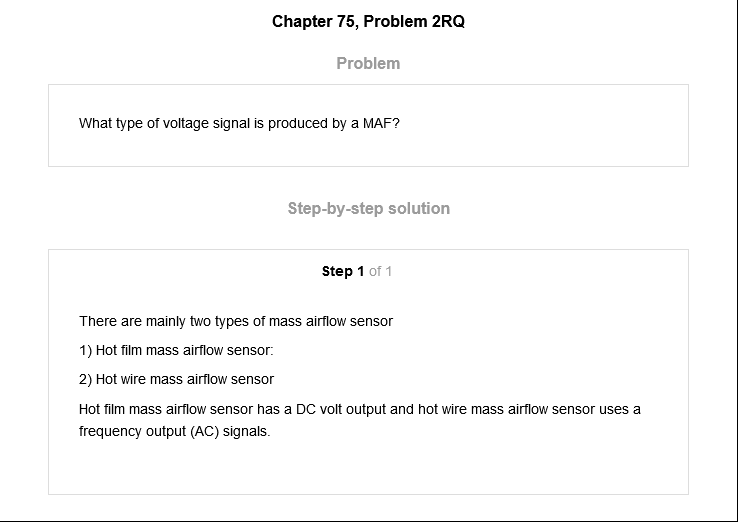 Chapter 75, Problem 2RQ
Problem
What type of voltage signal is produced by a MAF?
Step-by-step solution
Step 1 of 1
There are mainly two types of mass airflow sensor
1) Hot film mass airflow sensor:
2) Hot wire mass airflow sensor
Hot film mass airflow sensor has a DC volt output and hot wire mass airflow sensor uses a
frequency output (AC) signals.